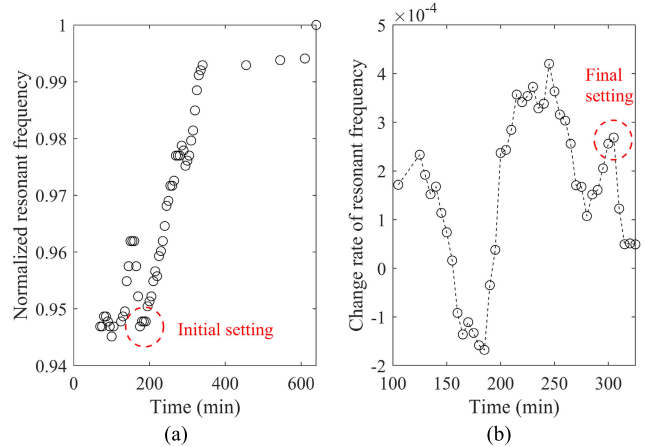 1
0.99
0.98
0.97
0.96
0.95
0.94
Normalized resonant frequency
Initial setting
0
200
400
600
Time (min)
(a)
×10⁻⁴
5
4
3
2
1
0
-1
-2
Change rate of resonant frequency
Final
setting
100
150
200
250
300
Time (min)
(b)